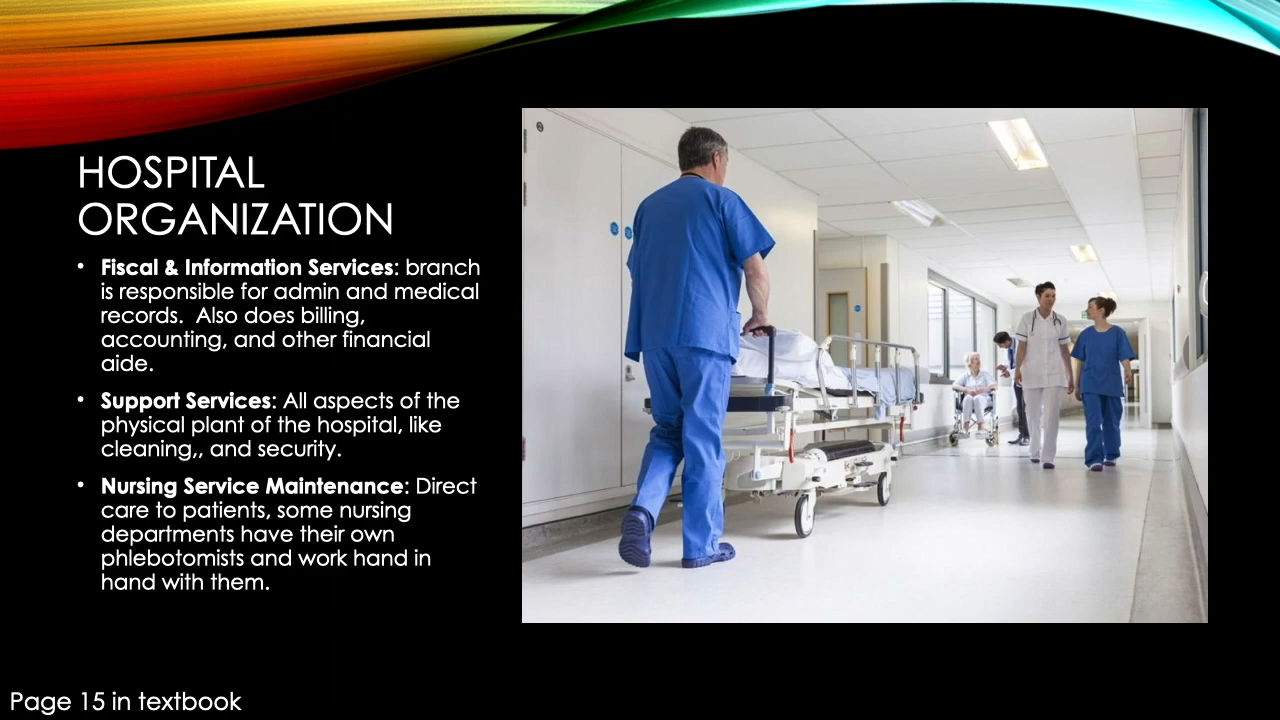 HOSPITAL
ORGANIZATION
• Fiscal & Information Services: branch
is responsible for admin and medical
records.  Also does billing,
accounting, and other financial
aide.
• Support Services: All aspects of the
physical plant of the hospital, like
cleaning,, and security.
• Nursing Service Maintenance: Direct
care to patients, some nursing
departments have their own
phlebotomists and work hand in
hand with them.
Page 15 in textbook